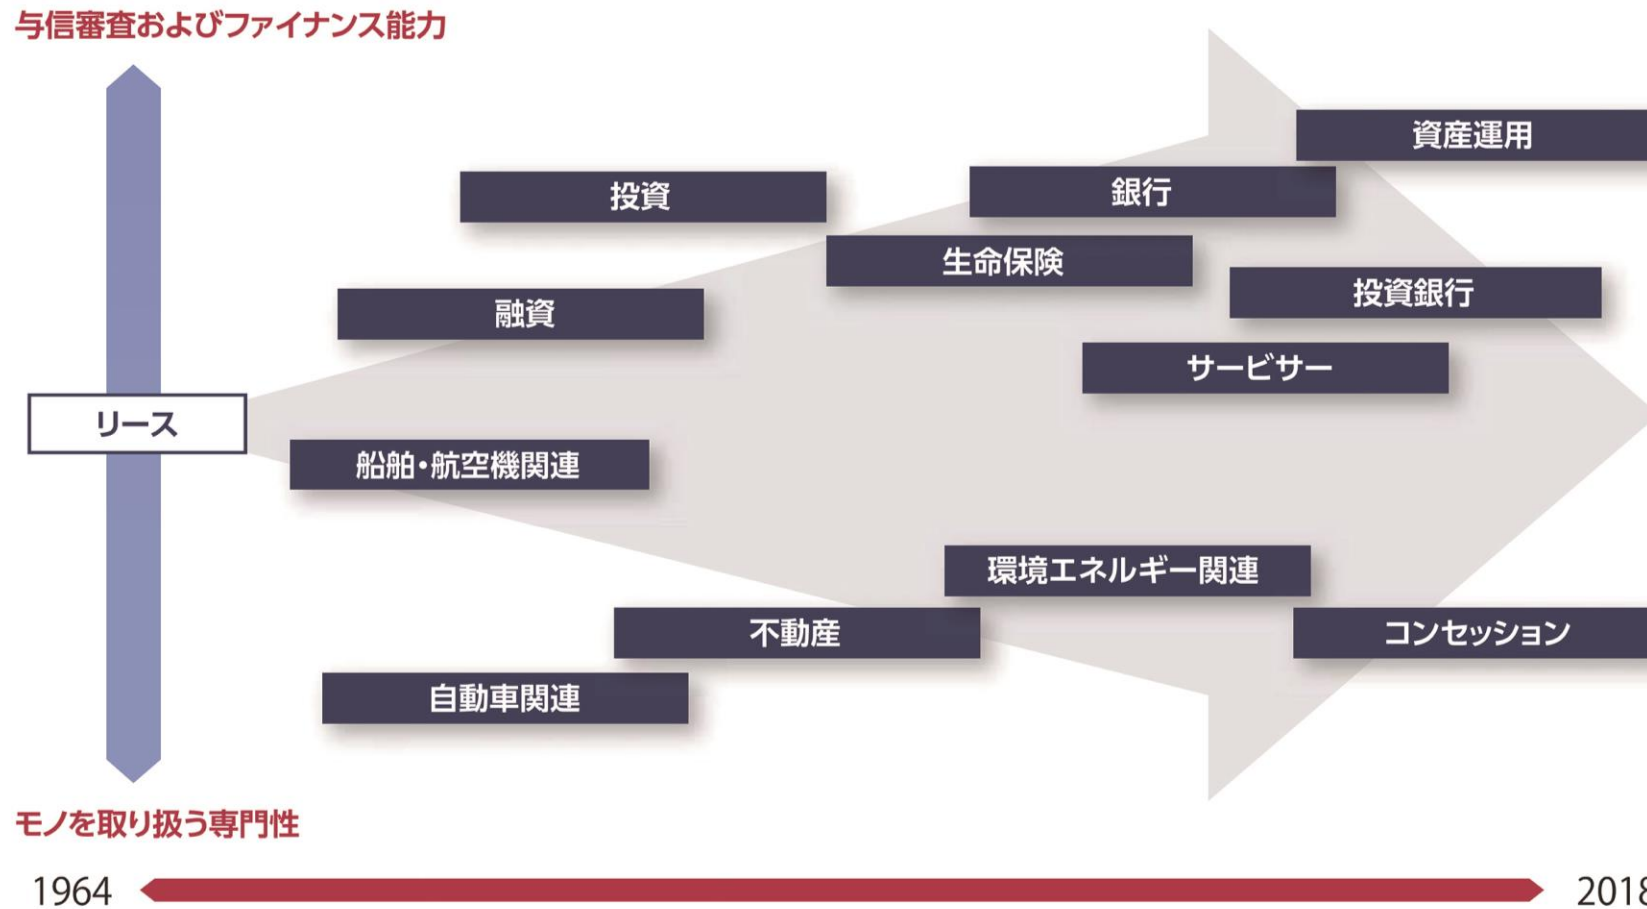 与信審査およびファイナンス能力
資産運用
投資
銀行
生命保険
投資銀行
融資
サービサー
リース
船舶・航空機関連
環境エネルギー関連
不動産
コンセッション
自動車関連
モノを取り扱う専門性
1964
2018